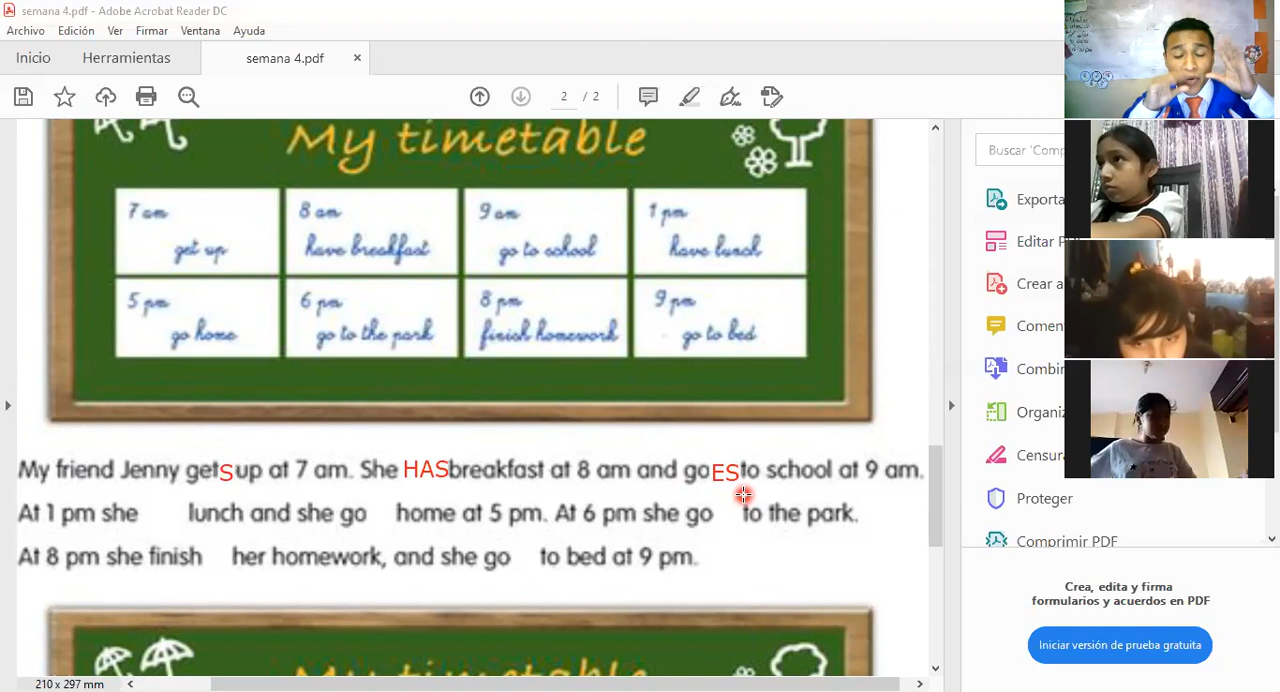 semana 4.pdf - Adobe Acrobat Reader DC
Archivo Edición Ver Firmar Ventana Ayuda
Inicio Herramientas semana 4.pdf ×
2 / 2
My timetable
7 am 8 am 9 am 1 pm
get up have breakfast go to school have lunch
5 pm 6 pm 8 pm 9 pm
go home go to the park finish homework go to bed
My friend Jenny getSup at 7 am. She HASbreakfast at 8 am and goESto school at 9 am.
At 1 pm she lunch and she go home at 5 pm. At 6 pm she go to the park.
At 8 pm she finish her homework, and she go to bed at 9 pm.
My timetable
210 x 297 mm
Buscar 'Comp
Exporta
Editar P
Crear a
Comen
Combin
Organiz
Censura
Proteger
Comprimir PDF
Crea, edita y firma
formularios y acuerdos en PDF
Iniciar versión de prueba gratuita